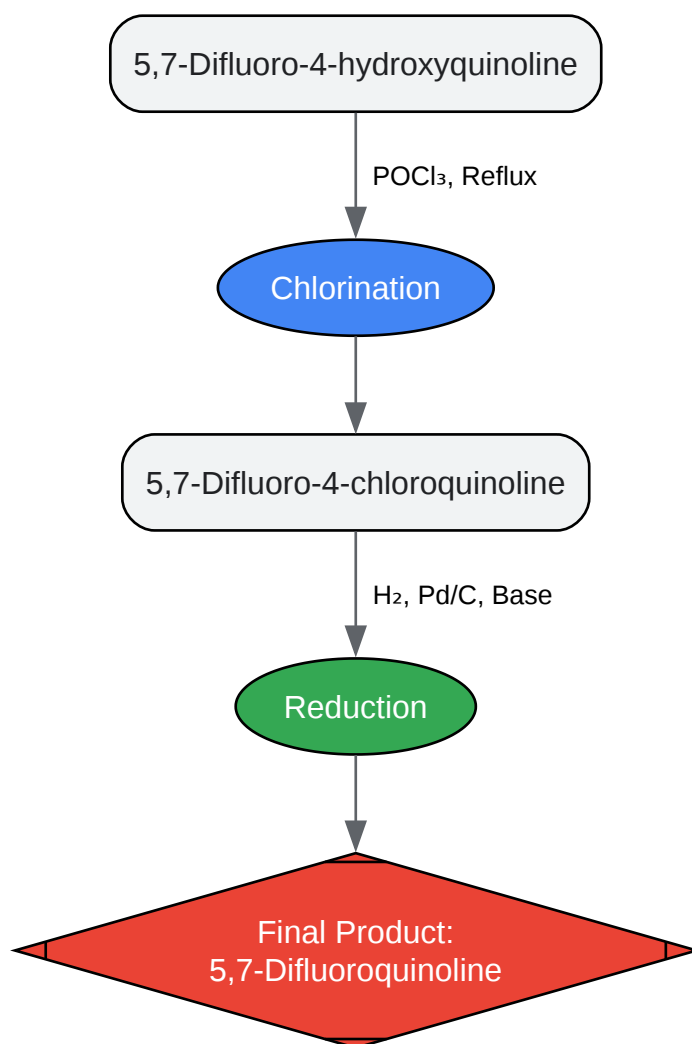 5,7-Difluoro-4-hydroxyquinoline
POCl₃, Reflux
Chlorination
5,7-Difluoro-4-chloroquinoline
H₂, Pd/C, Base
Reduction
Final Product:
5,7-Difluoroquinoline